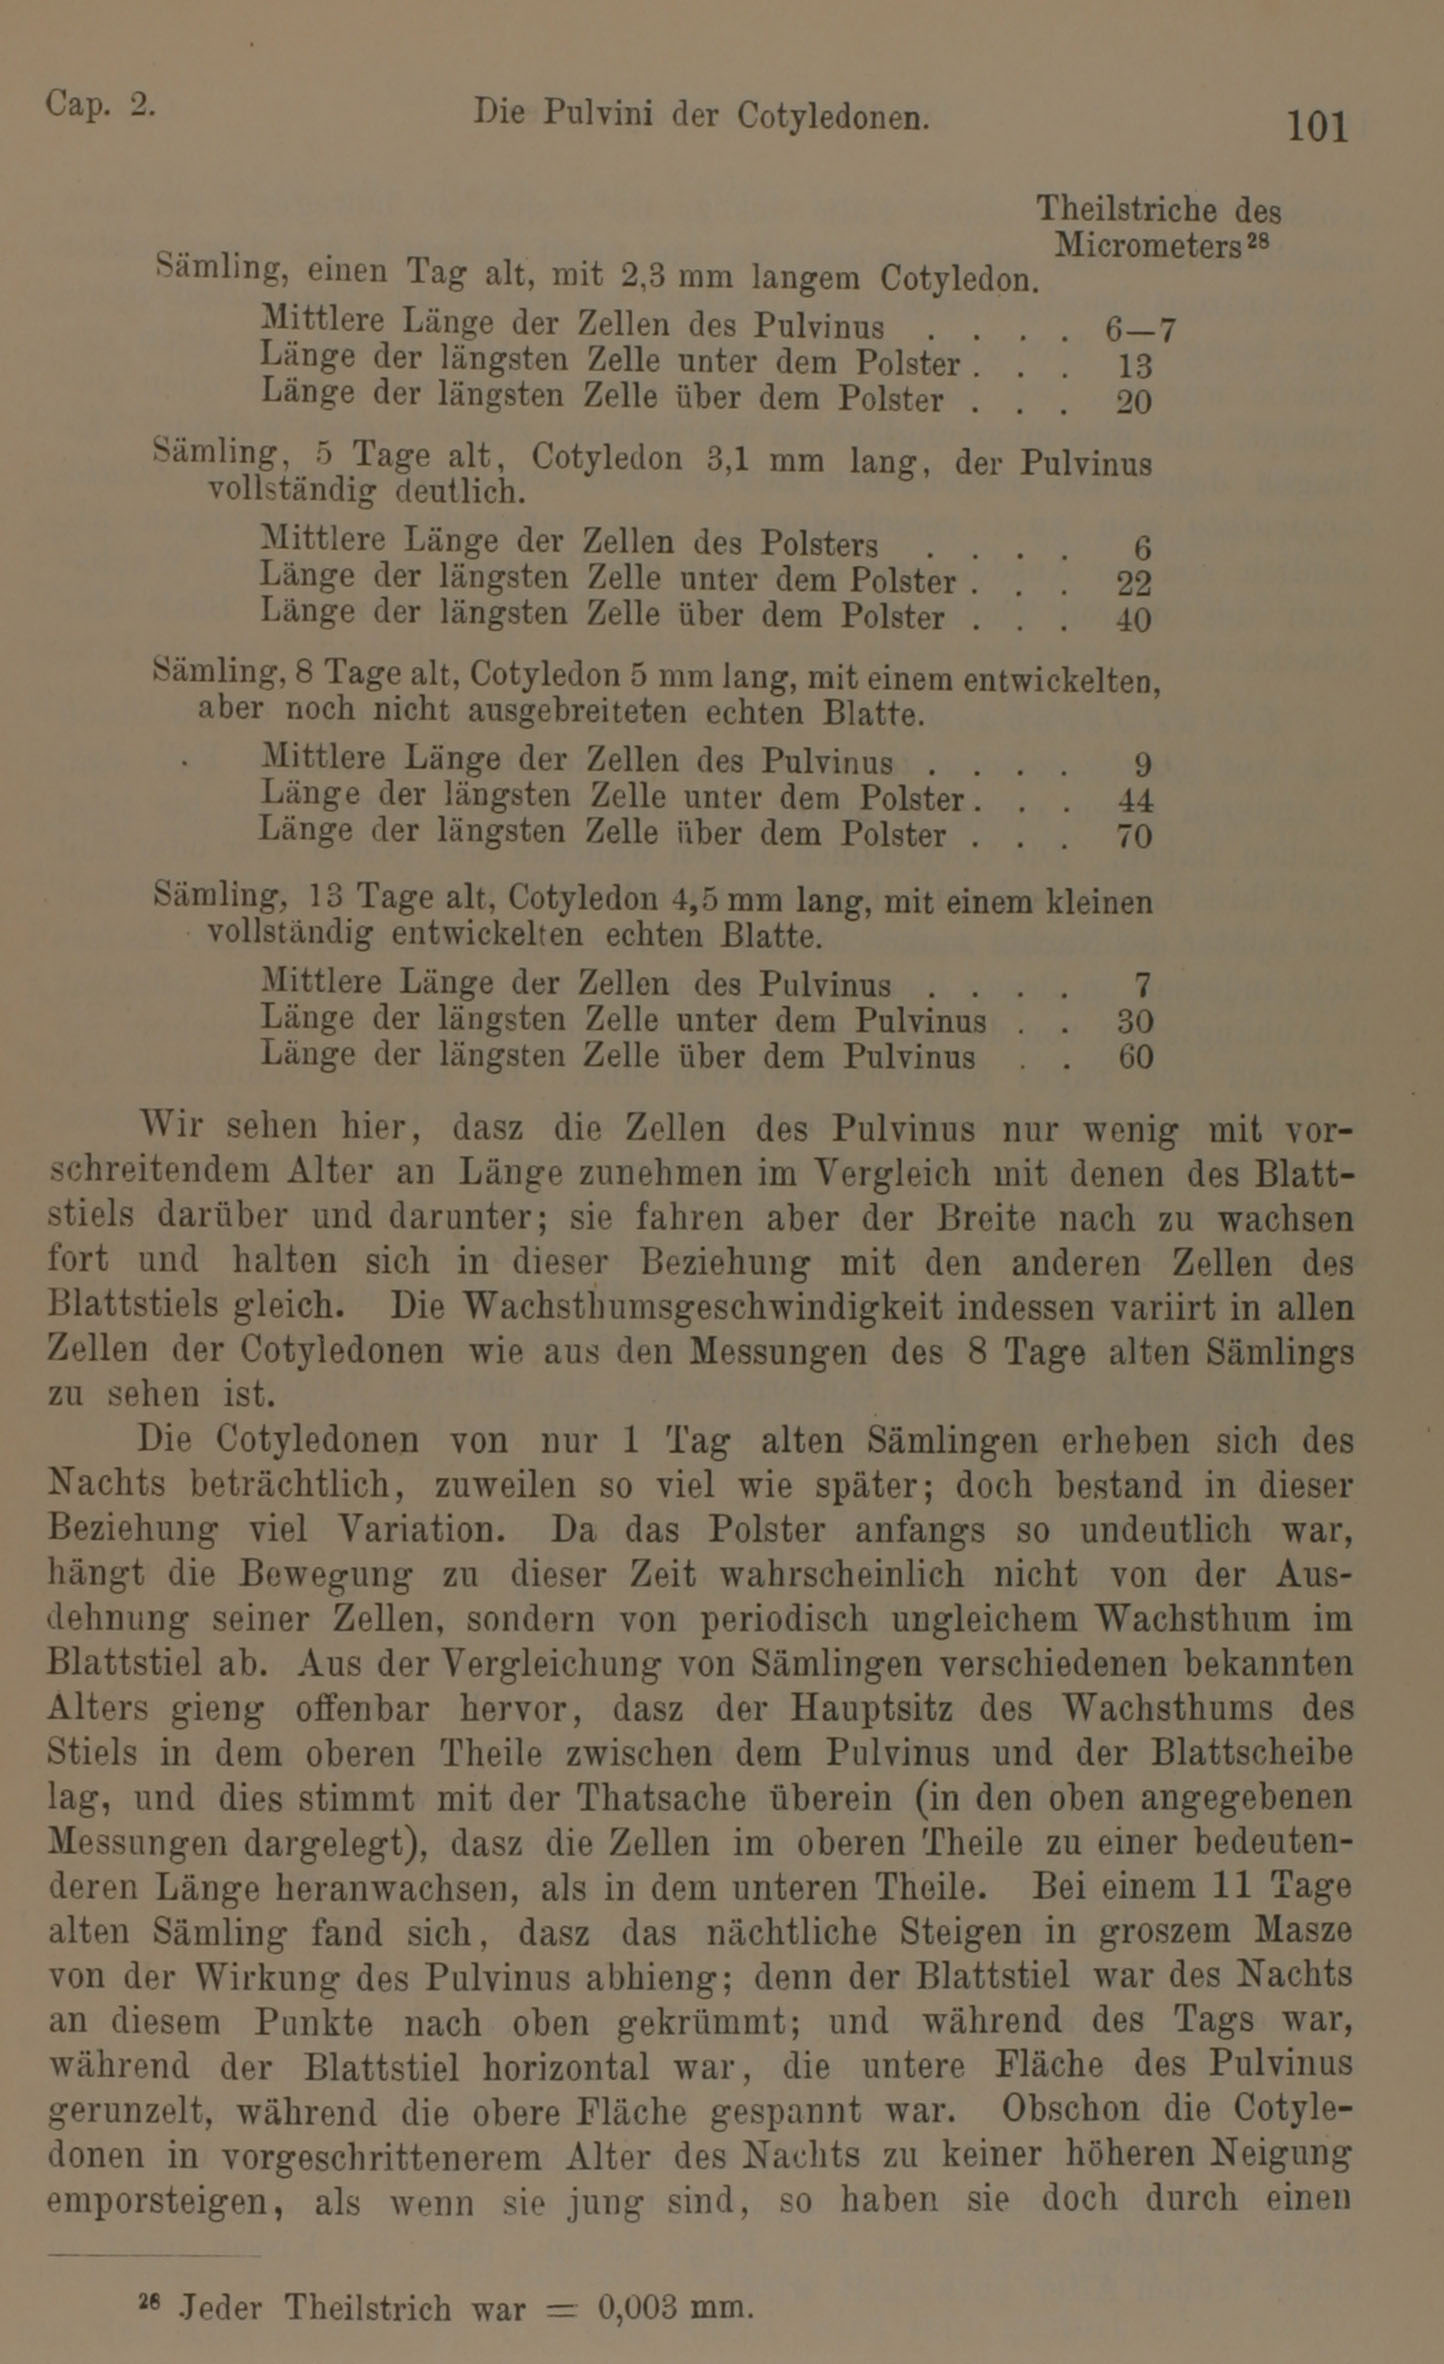 Cap. 2.
Die Pulvini der Cotyledonen.
101
Theilstriche des
Micrometers²⁸
Sämling, einen Tag alt, mit 2,3 mm langem Cotyledon.
Mittlere Länge der Zellen des Pulvinus . . . . 6—7
Länge der längsten Zelle unter dem Polster . . . 13
Länge der längsten Zelle über dem Polster . . . 20
Sämling, 5 Tage alt, Cotyledon 3,1 mm lang, der Pulvinus
vollständig deutlich.
Mittlere Länge der Zellen des Polsters . . . . 6
Länge der längsten Zelle unter dem Polster . . . 22
Länge der längsten Zelle über dem Polster . . . 40
Sämling, 8 Tage alt, Cotyledon 5 mm lang, mit einem entwickelten,
aber noch nicht ausgebreiteten echten Blatte.
Mittlere Länge der Zellen des Pulvinus . . . . 9
Länge der längsten Zelle unter dem Polster . . . 44
Länge der längsten Zelle über dem Polster . . . 70
Sämling, 13 Tage alt, Cotyledon 4,5 mm lang, mit einem kleinen
vollständig entwickelten echten Blatte.
Mittlere Länge der Zellen des Pulvinus . . . . 7
Länge der längsten Zelle unter dem Pulvinus . . 30
Länge der längsten Zelle über dem Pulvinus . . 60
Wir sehen hier, dasz die Zellen des Pulvinus nur wenig mit vor-
schreitendem Alter an Länge zunehmen im Vergleich mit denen des Blatt-
stiels darüber und darunter; sie fahren aber der Breite nach zu wachsen
fort und halten sich in dieser Beziehung mit den anderen Zellen des
Blattstiels gleich. Die Wachsthumsgeschwindigkeit indessen variirt in allen
Zellen der Cotyledonen wie aus den Messungen des 8 Tage alten Sämlings
zu sehen ist.
Die Cotyledonen von nur 1 Tag alten Sämlingen erheben sich des
Nachts beträchtlich, zuweilen so viel wie später; doch bestand in dieser
Beziehung viel Variation. Da das Polster anfangs so undeutlich war,
hängt die Bewegung zu dieser Zeit wahrscheinlich nicht von der Aus-
dehnung seiner Zellen, sondern von periodisch ungleichem Wachsthum im
Blattstiel ab. Aus der Vergleichung von Sämlingen verschiedenen bekannten
Alters gieng offenbar hervor, dasz der Hauptsitz des Wachsthums des
Stiels in dem oberen Theile zwischen dem Pulvinus und der Blattscheibe
lag, und dies stimmt mit der Thatsache überein (in den oben angegebenen
Messungen dargelegt), dasz die Zellen im oberen Theile zu einer bedeuten-
deren Länge heranwachsen, als in dem unteren Theile. Bei einem 11 Tage
alten Sämling fand sich, dasz das nächtliche Steigen in groszem Masze
von der Wirkung des Pulvinus abhieng; denn der Blattstiel war des Nachts
an diesem Punkte nach oben gekrümmt; und während des Tags war,
während der Blattstiel horizontal war, die untere Fläche des Pulvinus
gerunzelt, während die obere Fläche gespannt war. Obschon die Cotyle-
donen in vorgeschrittenerem Alter des Nachts zu keiner höheren Neigung
emporsteigen, als wenn sie jung sind, so haben sie doch durch einen
²⁸ Jeder Theilstrich war = 0,003 mm.